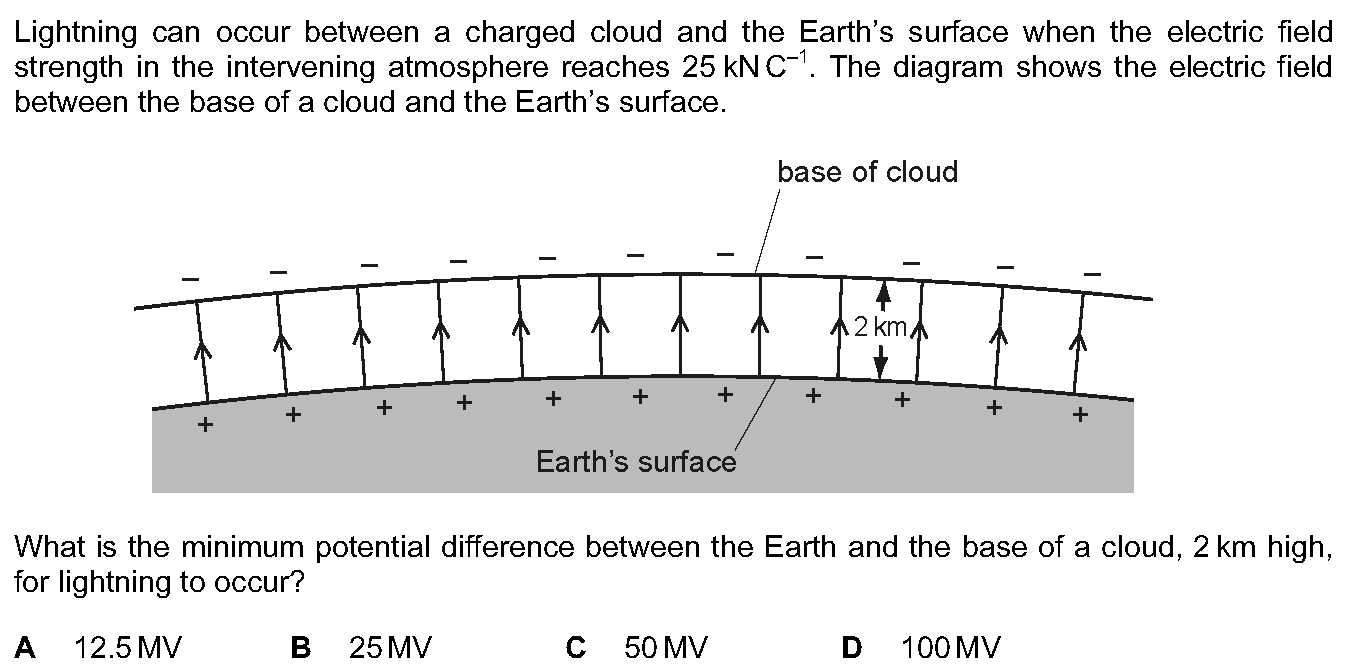 Lightning can occur between a charged cloud and the Earth's surface when the electric field
strength in the intervening atmosphere reaches 25 kN C⁻¹. The diagram shows the electric field
between the base of a cloud and the Earth's surface.
base of cloud
– – – – – – – – – – –
2 km
+ + + + + + + + + + +
Earth's surface
What is the minimum potential difference between the Earth and the base of a cloud, 2 km high,
for lightning to occur?
A 12.5 MV B 25 MV C 50 MV D 100 MV